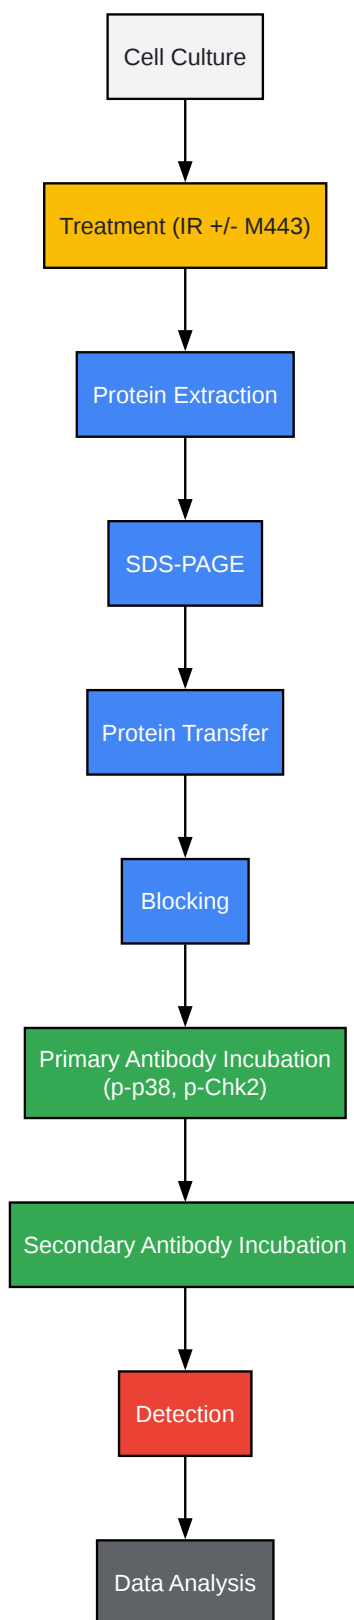 Cell Culture
Treatment (IR +/- M443)
Protein Extraction
SDS-PAGE
Protein Transfer
Blocking
Primary Antibody Incubation
(p-p38, p-Chk2)
Secondary Antibody Incubation
Detection
Data Analysis